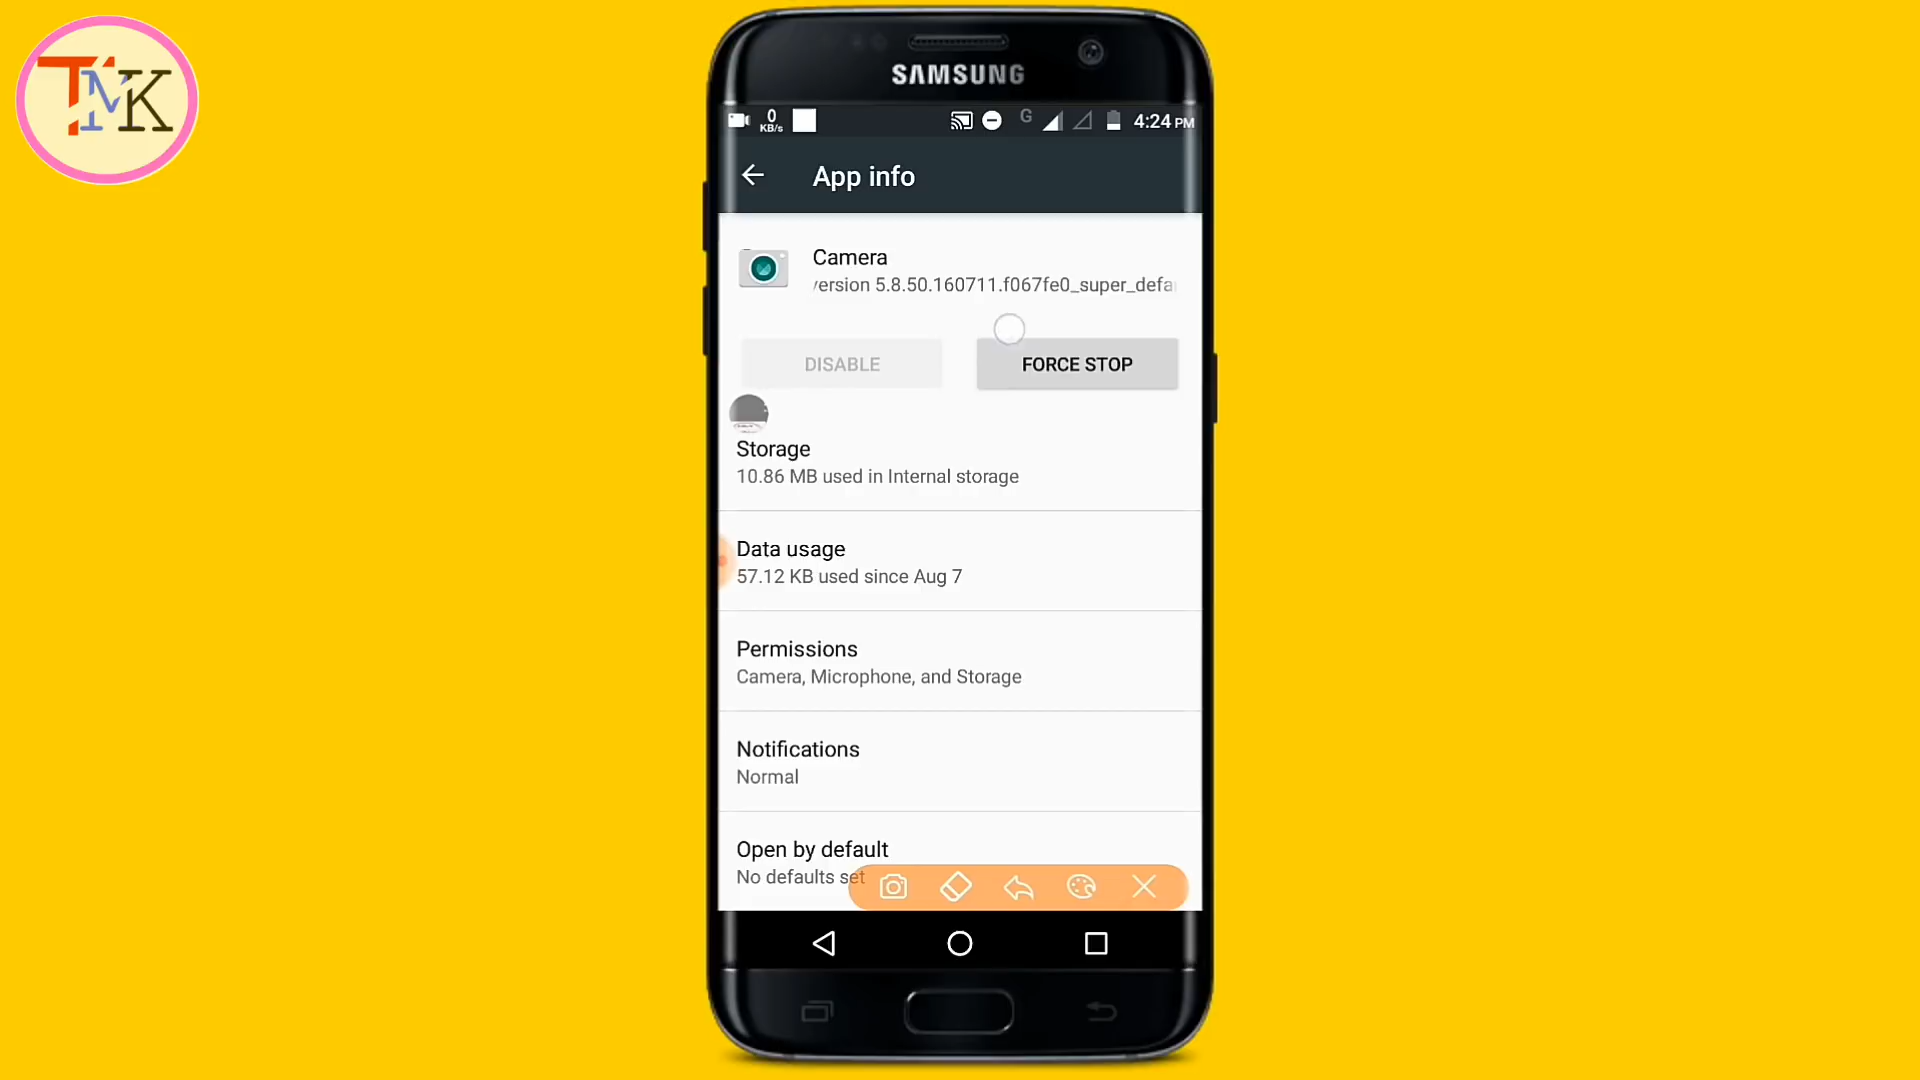 TMK
SAMSUNG
0
KB/s
G
4:24 PM
App info
Camera
version 5.8.50.160711.f067fe0_super_defa
DISABLE
FORCE STOP
Storage
10.86 MB used in Internal storage
Data usage
57.12 KB used since Aug 7
Permissions
Camera, Microphone, and Storage
Notifications
Normal
Open by default
No defaults set